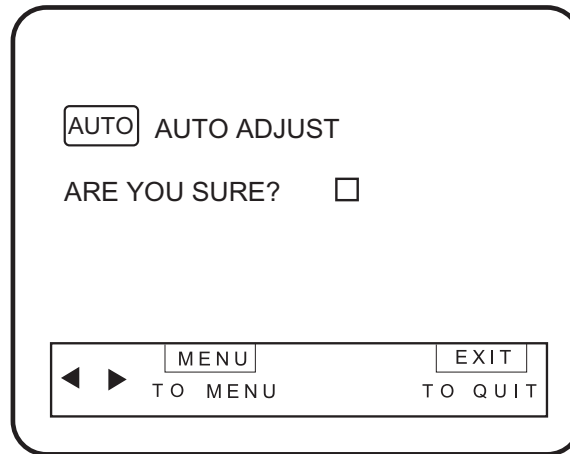 AUTO AUTO ADJUST
ARE YOU SURE?
MENU EXIT
TO MENU TO QUIT